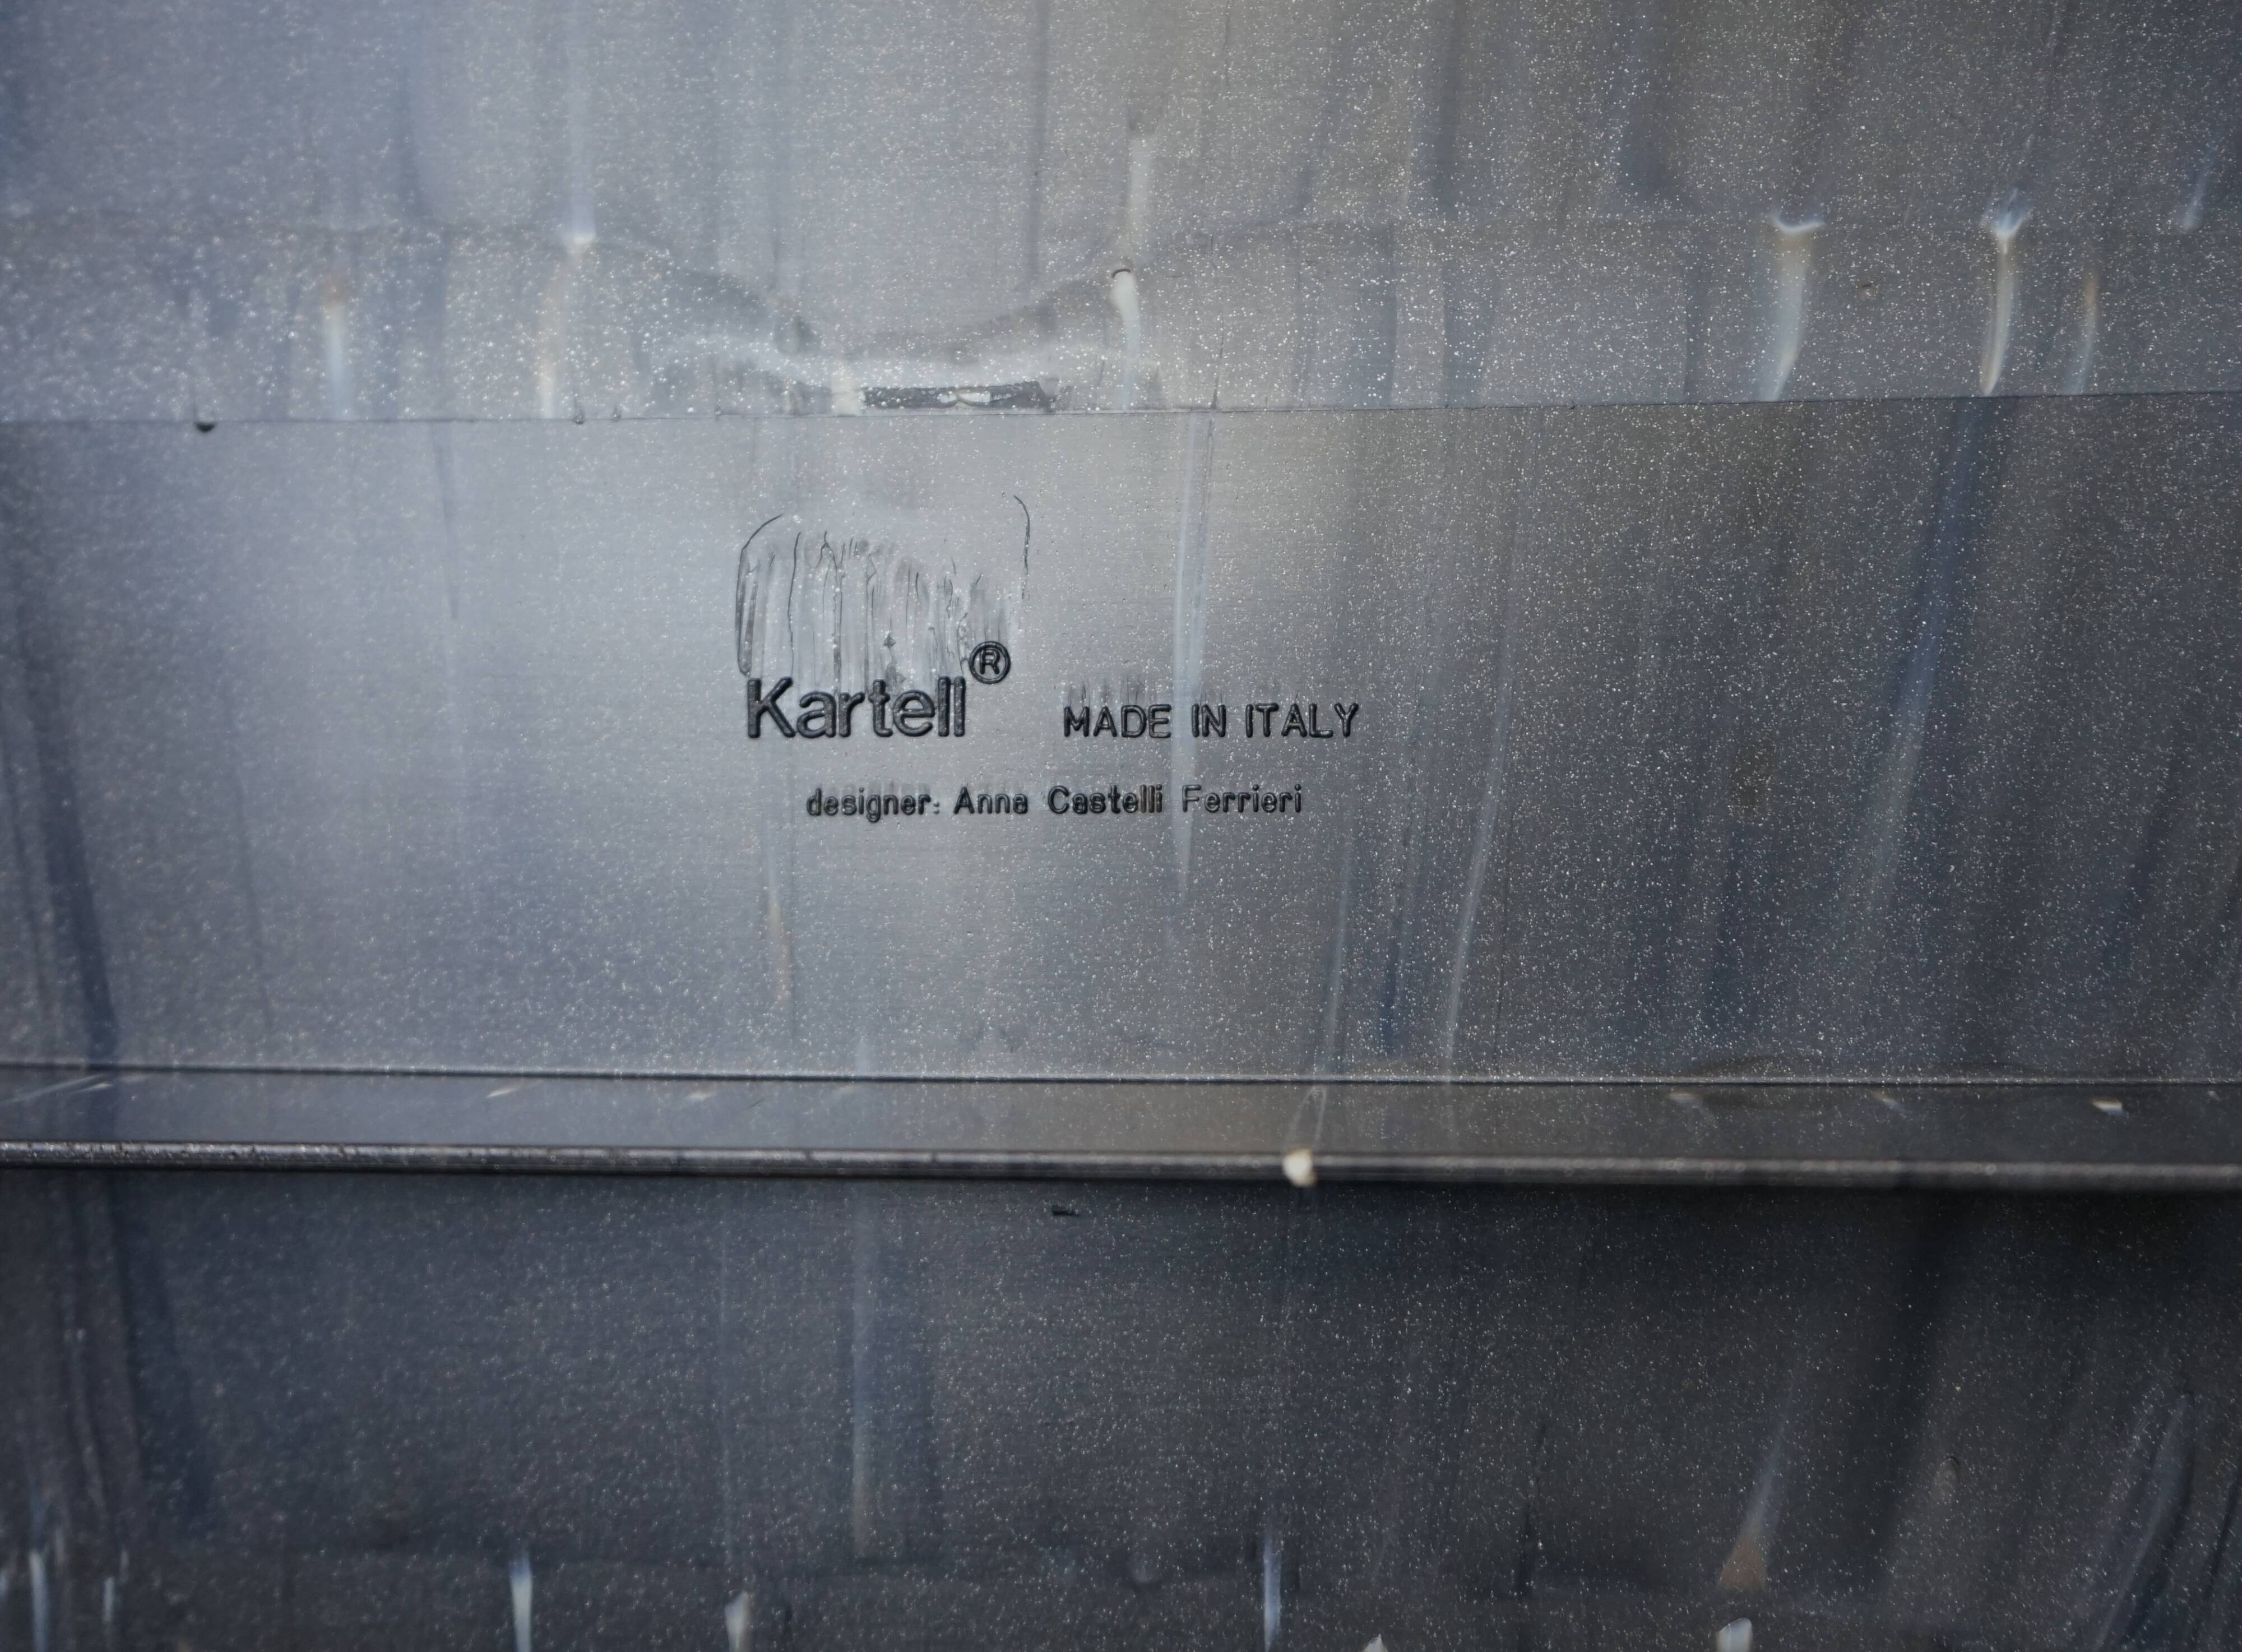 Kartell® MADE IN ITALY
designer: Anna Castelli Ferrieri